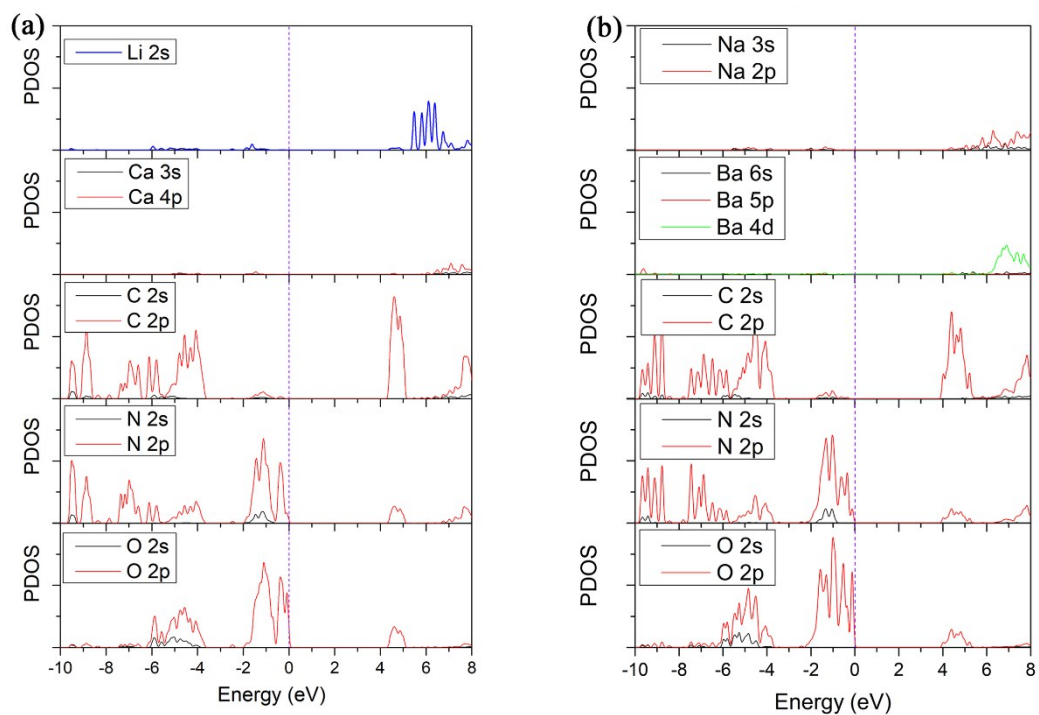 (a)
PDOS
Li 2s
PDOS
Ca 3s
Ca 4p
PDOS
C 2s
C 2p
PDOS
N 2s
N 2p
PDOS
O 2s
O 2p
-10 -8 -6 -4 -2 0 2 4 6 8
Energy (eV)
(b)
PDOS
Na 3s
Na 2p
PDOS
Ba 6s
Ba 5p
Ba 4d
PDOS
C 2s
C 2p
PDOS
N 2s
N 2p
PDOS
O 2s
O 2p
-10 -8 -6 -4 -2 0 2 4 6 8
Energy (eV)